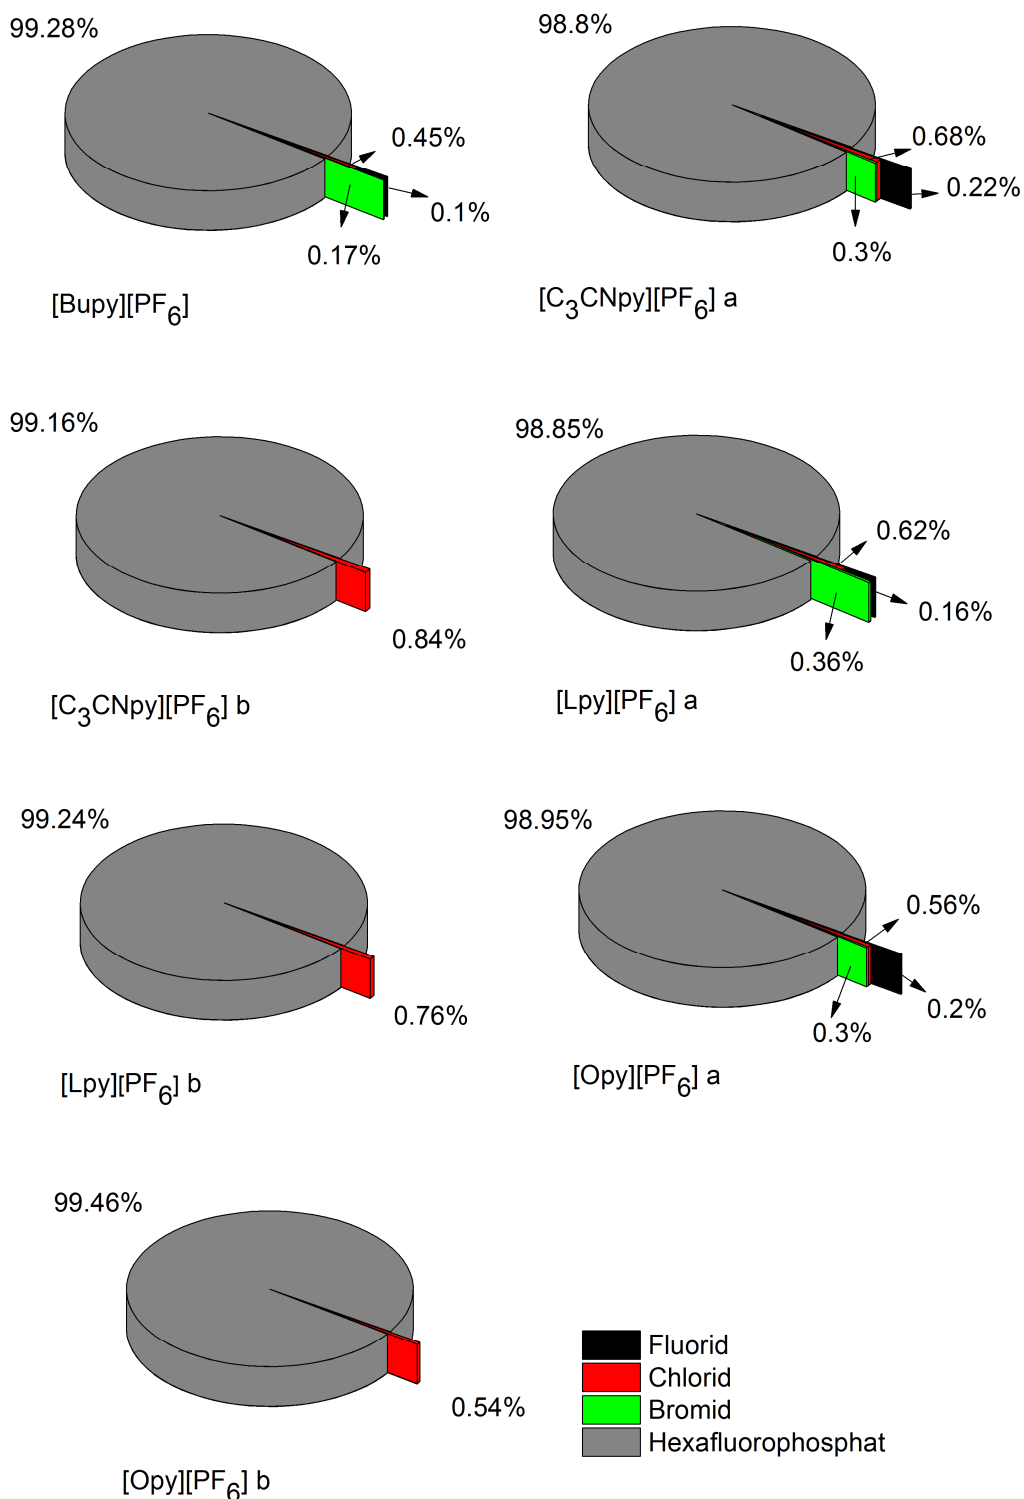 99.28%
0.45%
0.1%
0.17%
[Bupy][PF6]
98.8%
0.68%
0.22%
0.3%
[C3CNpy][PF6] a
99.16%
0.84%
[C3CNpy][PF6] b
98.85%
0.62%
0.16%
0.36%
[Lpy][PF6] a
99.24%
0.76%
[Lpy][PF6] b
98.95%
0.56%
0.2%
0.3%
[Opy][PF6] a
99.46%
0.54%
[Opy][PF6] b
Fluorid
Chlorid
Bromid
Hexafluorophosphat